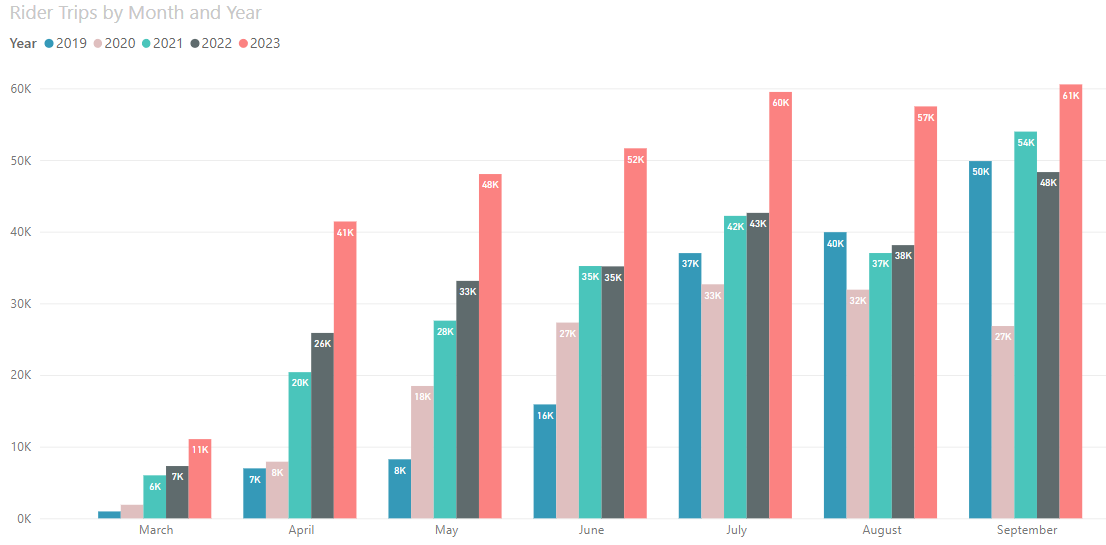 Rider Trips by Month and Year
Year 2019 2020 2021 2022 2023
60K
50K
40K
30K
20K
10K
0K
6K 7K 11K
7K 8K 20K 26K 41K
8K 18K 28K 33K 48K
16K 27K 35K 35K 52K
37K 33K 42K 43K 60K
40K 32K 37K 38K 57K
50K 27K 54K 48K 61K
March April May June July August September